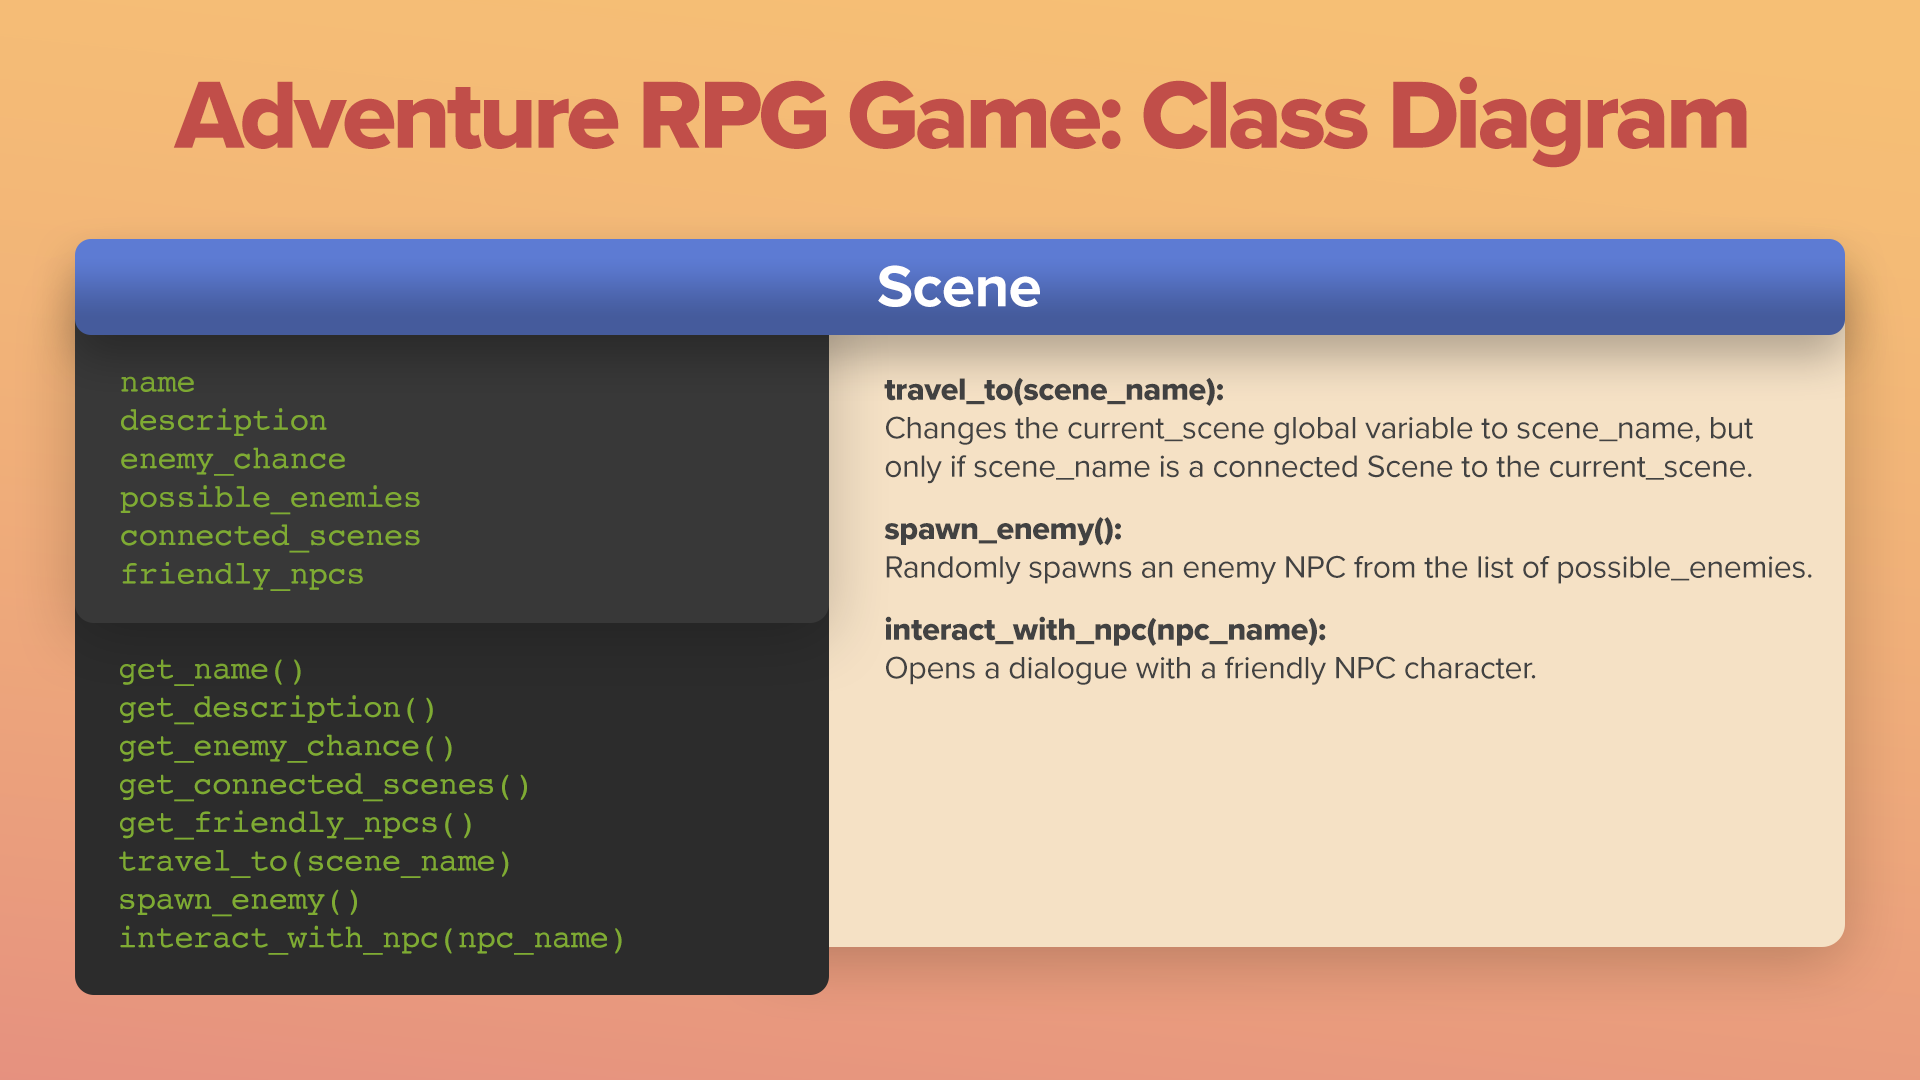 Adventure RPG Game: Class Diagram
Scene
name
description
enemy_chance
possible_enemies
connected_scenes
friendly_npcs
get_name()
get_description()
get_enemy_chance()
get_connected_scenes()
get_friendly_npcs()
travel_to(scene_name)
spawn_enemy()
interact_with_npc(npc_name)
travel_to(scene_name):
Changes the current_scene global variable to scene_name, but
only if scene_name is a connected Scene to the current_scene.
spawn_enemy():
Randomly spawns an enemy NPC from the list of possible_enemies.
interact_with_npc(npc_name):
Opens a dialogue with a friendly NPC character.